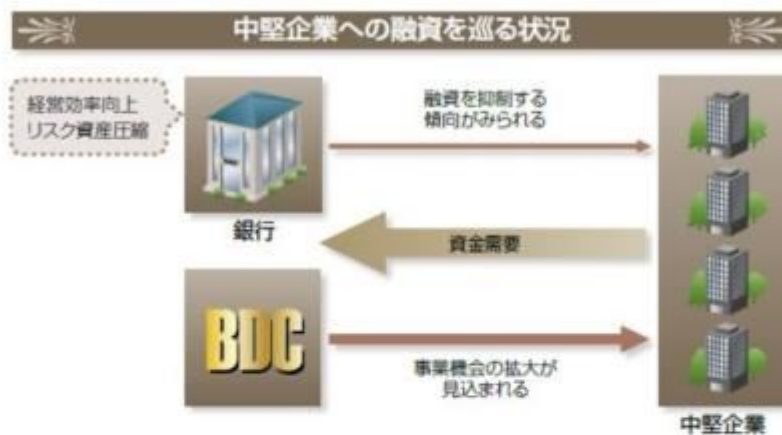 中堅企業への融資を巡る状況
経営効率向上
リスク資産圧縮
融資を抑制する
傾向がみられる
銀行
資金需要
BDC
事業機会の拡大が
見込まれる
中堅企業